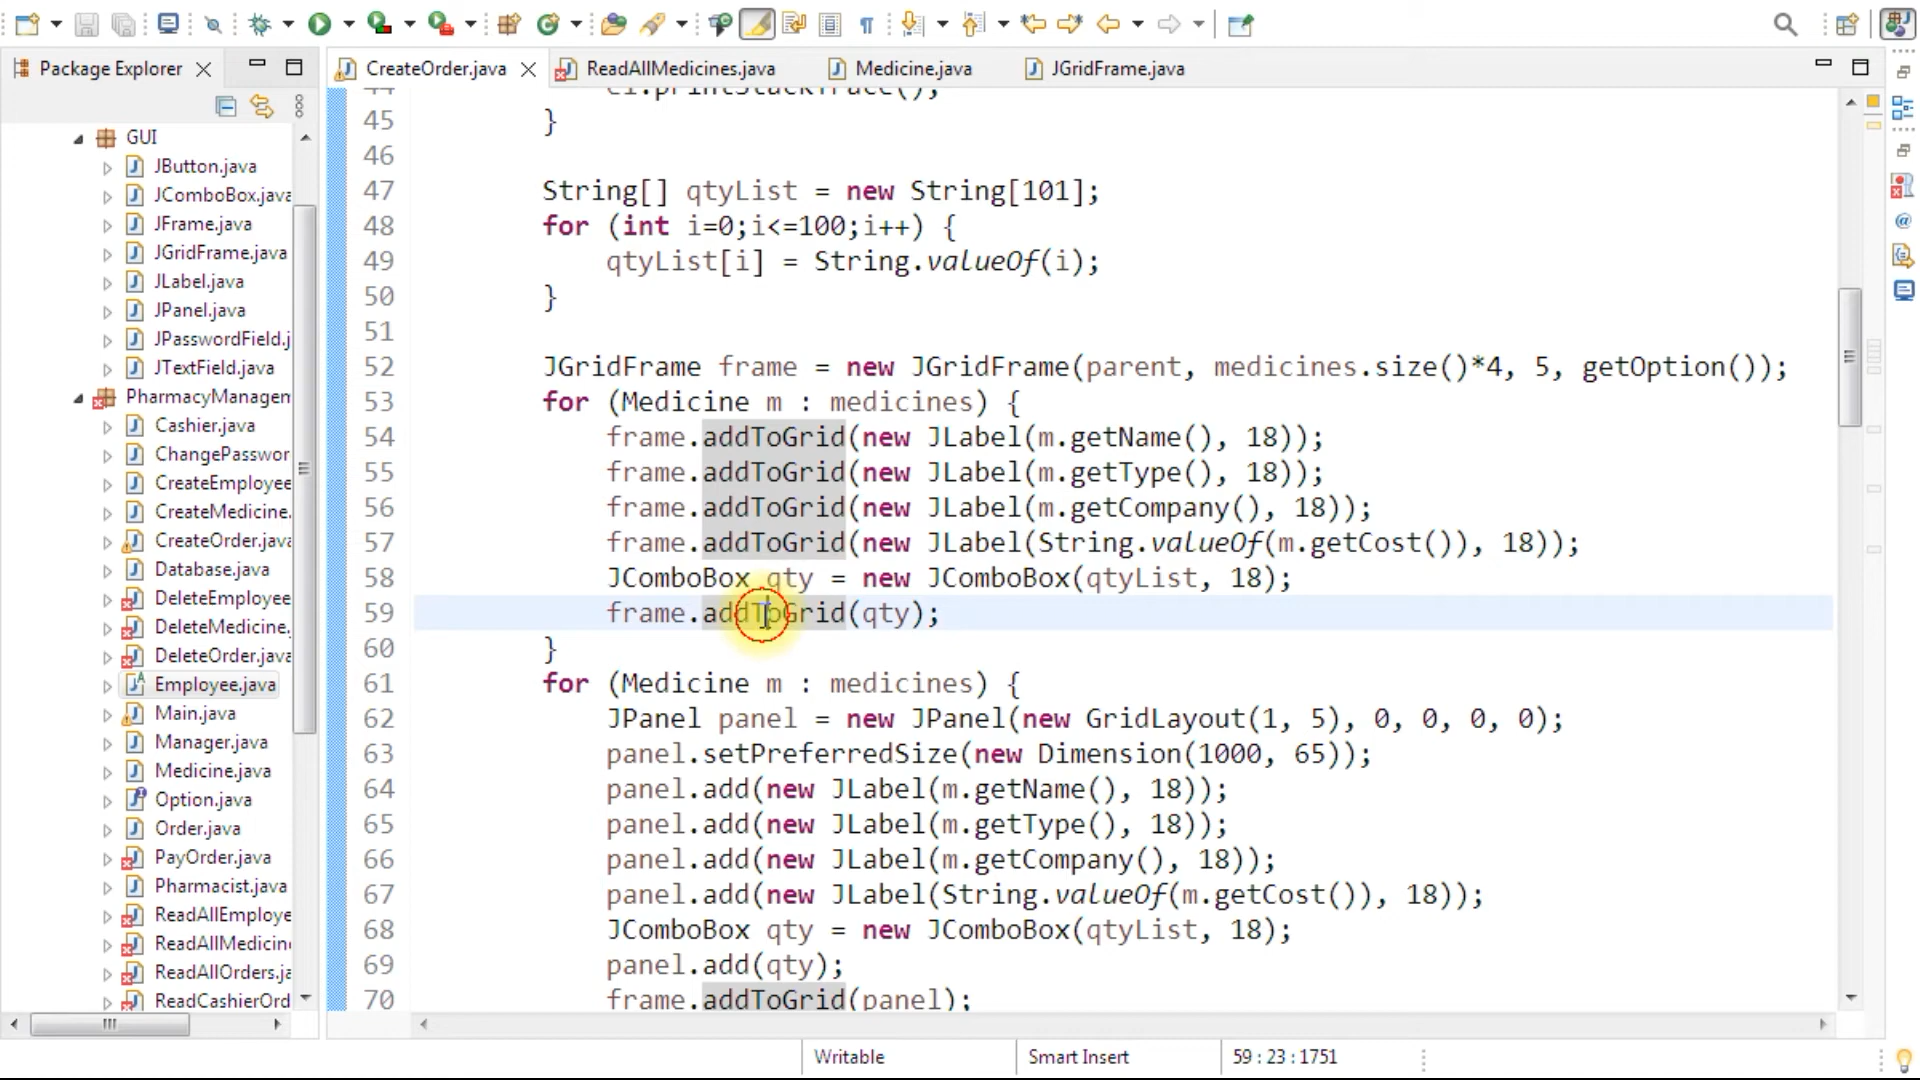 Package Explorer
CreateOrder.java
ReadAllMedicines.java
Medicine.java
JGridFrame.java
GUI
JButton.java
JComboBox.java
JFrame.java
JGridFrame.java
JLabel.java
JPanel.java
JPasswordField.j
JTextField.java
PharmacyManagem
Cashier.java
ChangePasswor
CreateEmployee
CreateMedicine.
CreateOrder.java
Database.java
DeleteEmployee
DeleteMedicine.
DeleteOrder.java
Employee.java
Main.java
Manager.java
Medicine.java
Option.java
Order.java
PayOrder.java
Pharmacist.java
ReadAllEmploye
ReadAllMedicin
ReadAllOrders.ja
ReadCashierOrd
44 e1.printStackTrace();
45 }
46
47 String[] qtyList = new String[101];
48 for (int i=0;i<=100;i++) {
49 qtyList[i] = String.valueOf(i);
50 }
51
52 JGridFrame frame = new JGridFrame(parent, medicines.size()*4, 5, getOption());
53 for (Medicine m : medicines) {
54 frame.addToGrid(new JLabel(m.getName(), 18));
55 frame.addToGrid(new JLabel(m.getType(), 18));
56 frame.addToGrid(new JLabel(m.getCompany(), 18));
57 frame.addToGrid(new JLabel(String.valueOf(m.getCost()), 18));
58 JComboBox qty = new JComboBox(qtyList, 18);
59 frame.addToGrid(qty);
60 }
61 for (Medicine m : medicines) {
62 JPanel panel = new JPanel(new GridLayout(1, 5), 0, 0, 0, 0);
63 panel.setPreferredSize(new Dimension(1000, 65));
64 panel.add(new JLabel(m.getName(), 18));
65 panel.add(new JLabel(m.getType(), 18));
66 panel.add(new JLabel(m.getCompany(), 18));
67 panel.add(new JLabel(String.valueOf(m.getCost()), 18));
68 JComboBox qty = new JComboBox(qtyList, 18);
69 panel.add(qty);
70 frame.addToGrid(panel);
Writable
Smart Insert
59 : 23 : 1751